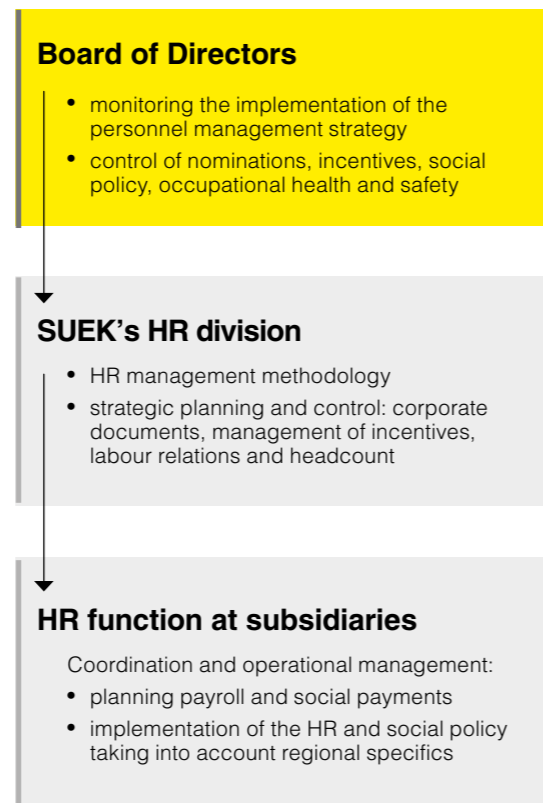 Board of Directors
• monitoring the implementation of the
personnel management strategy
• control of nominations, incentives, social
policy, occupational health and safety
SUEK's HR division
• HR management methodology
• strategic planning and control: corporate
documents, management of incentives,
labour relations and headcount
HR function at subsidiaries
Coordination and operational management:
• planning payroll and social payments
• implementation of the HR and social policy
taking into account regional specifics